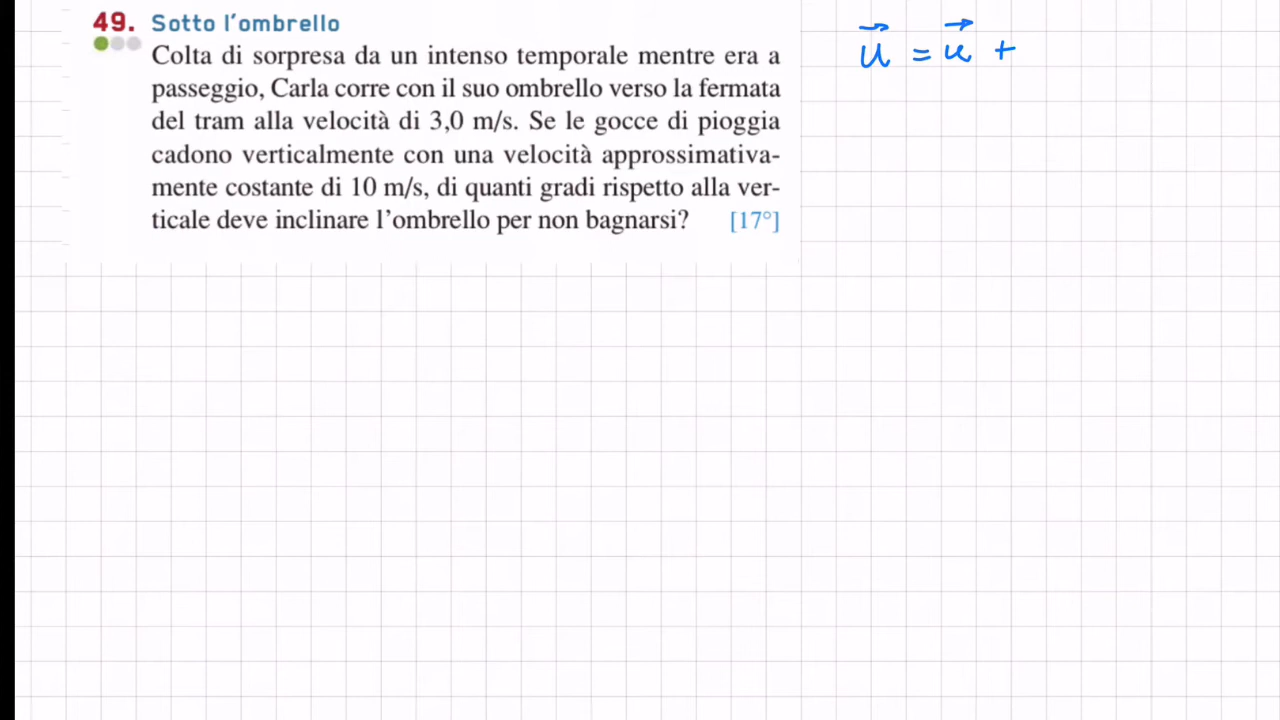 49. Sotto l'ombrello
Colta di sorpresa da un intenso temporale mentre era a
passeggio, Carla corre con il suo ombrello verso la fermata
del tram alla velocità di 3,0 m/s. Se le gocce di pioggia
cadono verticalmente con una velocità approssimativa-
mente costante di 10 m/s, di quanti gradi rispetto alla ver-
ticale deve inclinare l'ombrello per non bagnarsi? [17°]
u⃗ = u⃗ +